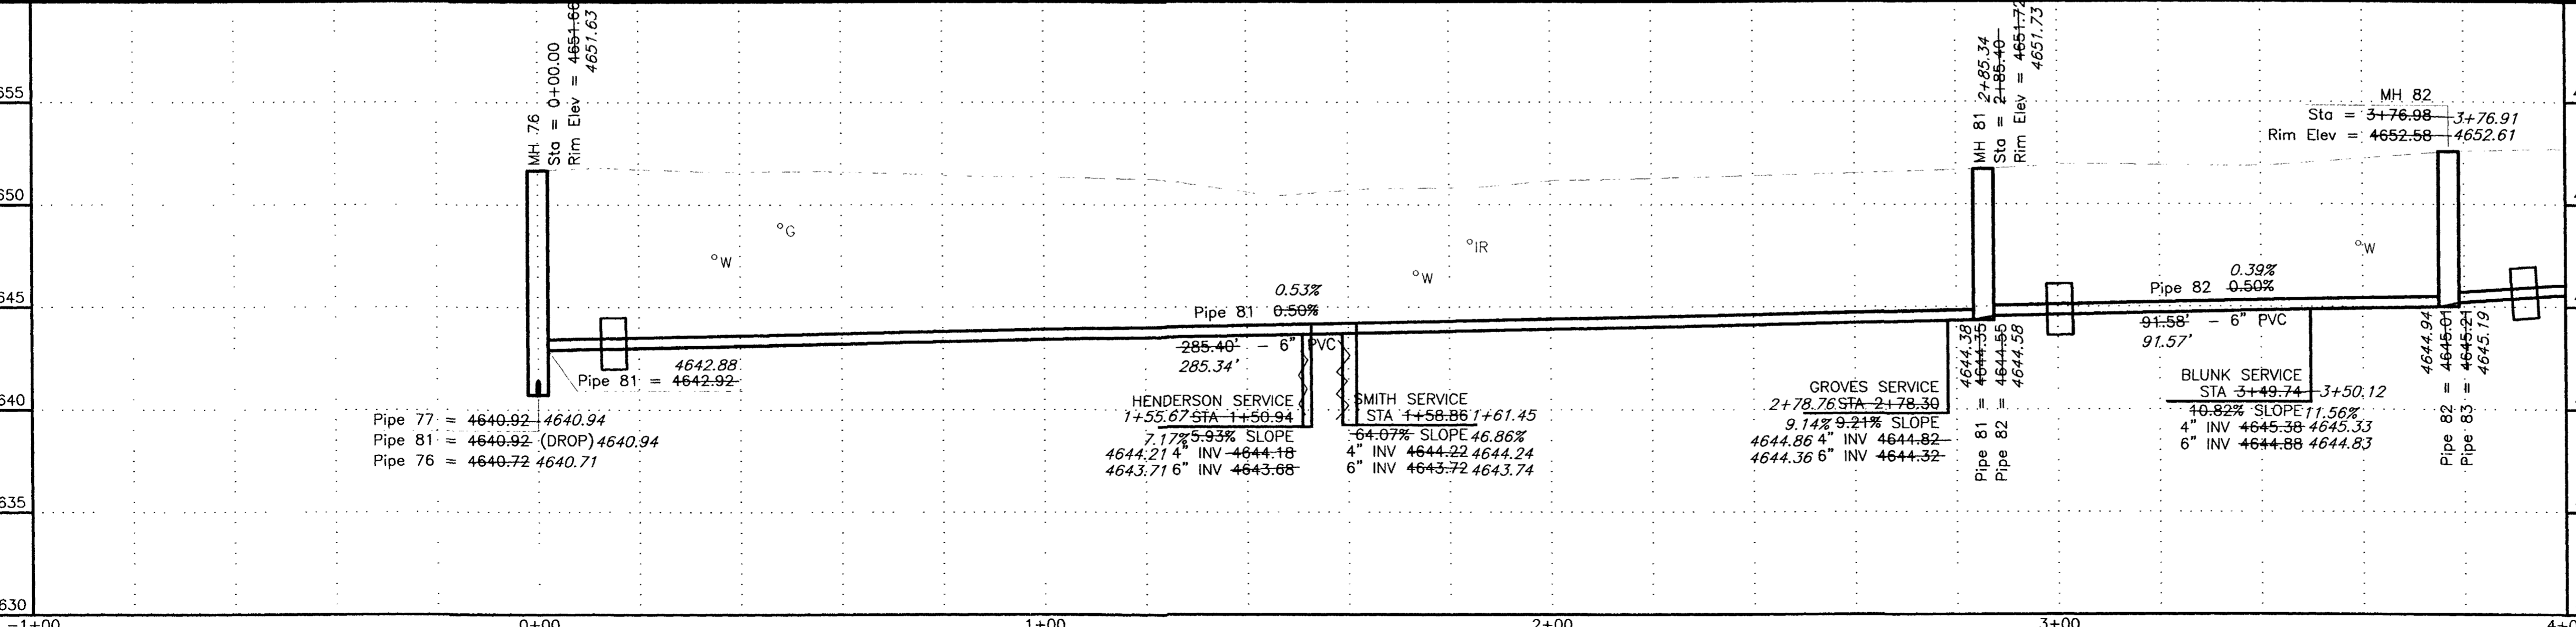 MH 76
Sta = 0+00.00
Rim Elev = 4651.66
4651.63
MH 81 2+85.34
Sta = 2+85.40
Rim Elev = 4651.72
4651.73
MH 82
Sta = 3+76.98 3+76.91
Rim Elev = 4652.58 4652.61
655
650
645
640
635
630
°G
°W
°IR
°W
°W
0.53%
Pipe 81 0.50%
285.40' - 6" PVC
285.34'
0.39%
Pipe 82 0.50%
91.58' - 6" PVC
91.57'
4642.88
Pipe 81 = 4642.92
Pipe 77 = 4640.92 4640.94
Pipe 81 = 4640.92 (DROP) 4640.94
Pipe 76 = 4640.72 4640.71
HENDERSON SERVICE
1+55.67 STA 1+50.94
7.17% 5.93% SLOPE
4644.21 4" INV 4644.18
4643.71 6" INV 4643.68
SMITH SERVICE
STA 1+58.86 1+61.45
64.07% SLOPE 46.86%
4" INV 4644.22 4644.24
6" INV 4643.72 4643.74
GROVES SERVICE
2+78.76 STA 2+78.30
9.14% 9.21% SLOPE
4644.86 4" INV 4644.82
4644.36 6" INV 4644.32
4644.38
Pipe 81 = 4644.35
Pipe 82 = 4644.55
4644.58
BLUNK SERVICE
STA 3+49.74 3+50.12
10.82% SLOPE 11.56%
4" INV 4645.38 4645.33
6" INV 4644.88 4644.83
4644.94
Pipe 82 = 4645.01
Pipe 83 = 4645.21
4645.19
-1+00
0+00
1+00
2+00
3+00